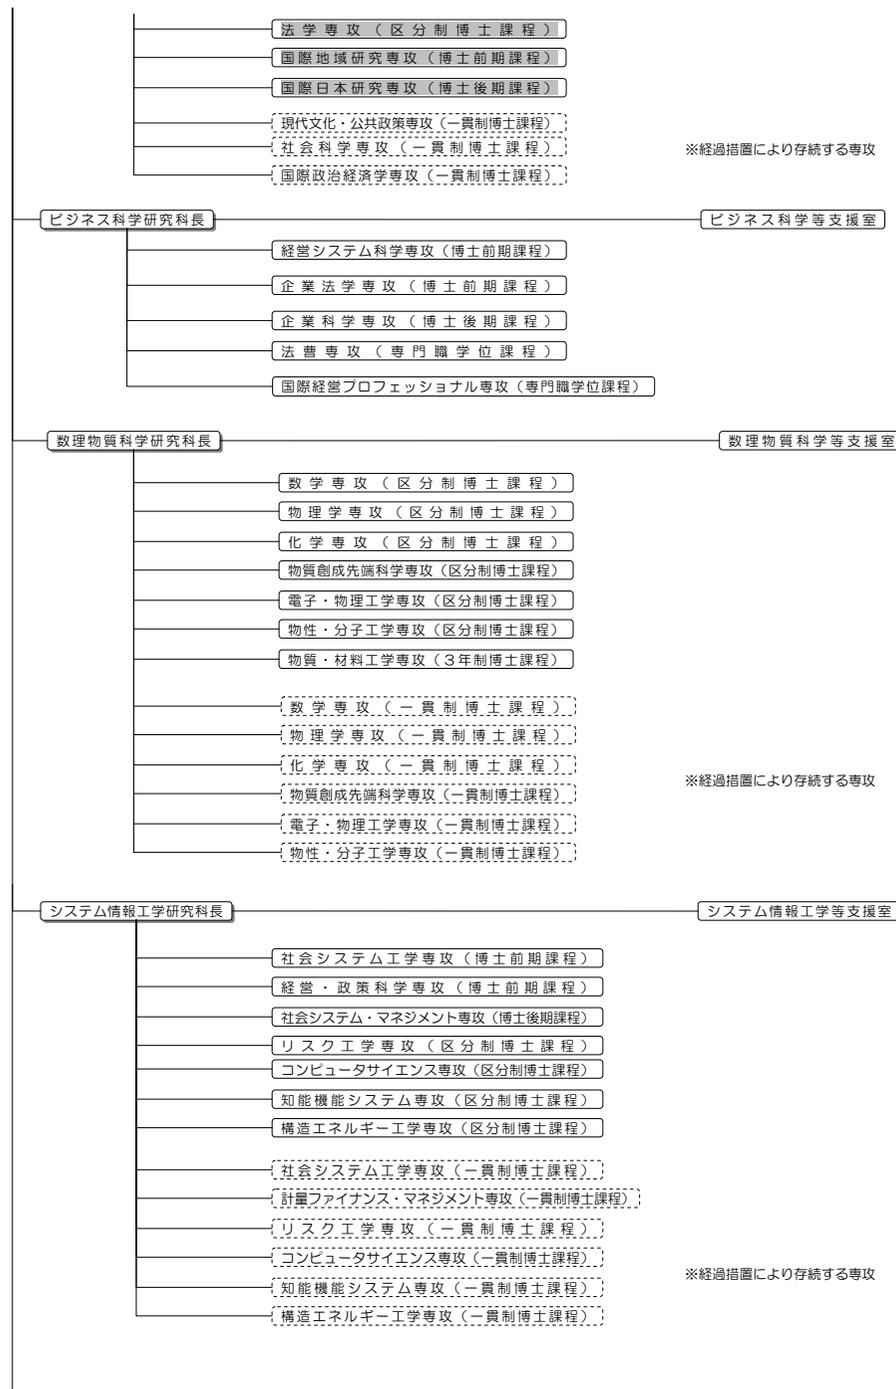 法学専攻（区分制博士課程）
国際地域研究専攻（博士前期課程）
国際日本研究専攻（博士後期課程）
現代文化・公共政策専攻（一貫制博士課程）
社会科学専攻（一貫制博士課程）
※経過措置により存続する専攻
国際政治経済学専攻（一貫制博士課程）
ビジネス科学研究科長
ビジネス科学等支援室
経営システム科学専攻（博士前期課程）
企業法学専攻（博士前期課程）
企業科学専攻（博士後期課程）
法曹専攻（専門職学位課程）
国際経営プロフェッショナル専攻（専門職学位課程）
数理物質科学研究科長
数理物質科学等支援室
数学専攻（区分制博士課程）
物理学専攻（区分制博士課程）
化学専攻（区分制博士課程）
物質創成先端科学専攻（区分制博士課程）
電子・物理工学専攻（区分制博士課程）
物性・分子工学専攻（区分制博士課程）
物質・材料工学専攻（３年制博士課程）
数学専攻（一貫制博士課程）
物理学専攻（一貫制博士課程）
化学専攻（一貫制博士課程）
※経過措置により存続する専攻
物質創成先端科学専攻（一貫制博士課程）
電子・物理工学専攻（一貫制博士課程）
物性・分子工学専攻（一貫制博士課程）
システム情報工学研究科長
システム情報工学等支援室
社会システム工学専攻（博士前期課程）
経営・政策科学専攻（博士前期課程）
社会システム・マネジメント専攻（博士後期課程）
リスク工学専攻（区分制博士課程）
コンピュータサイエンス専攻（区分制博士課程）
知能機能システム専攻（区分制博士課程）
構造エネルギー工学専攻（区分制博士課程）
社会システム工学専攻（一貫制博士課程）
計量ファイナンス・マネジメント専攻（一貫制博士課程）
リスク工学専攻（一貫制博士課程）
コンピュータサイエンス専攻（一貫制博士課程）
※経過措置により存続する専攻
知能機能システム専攻（一貫制博士課程）
構造エネルギー工学専攻（一貫制博士課程）